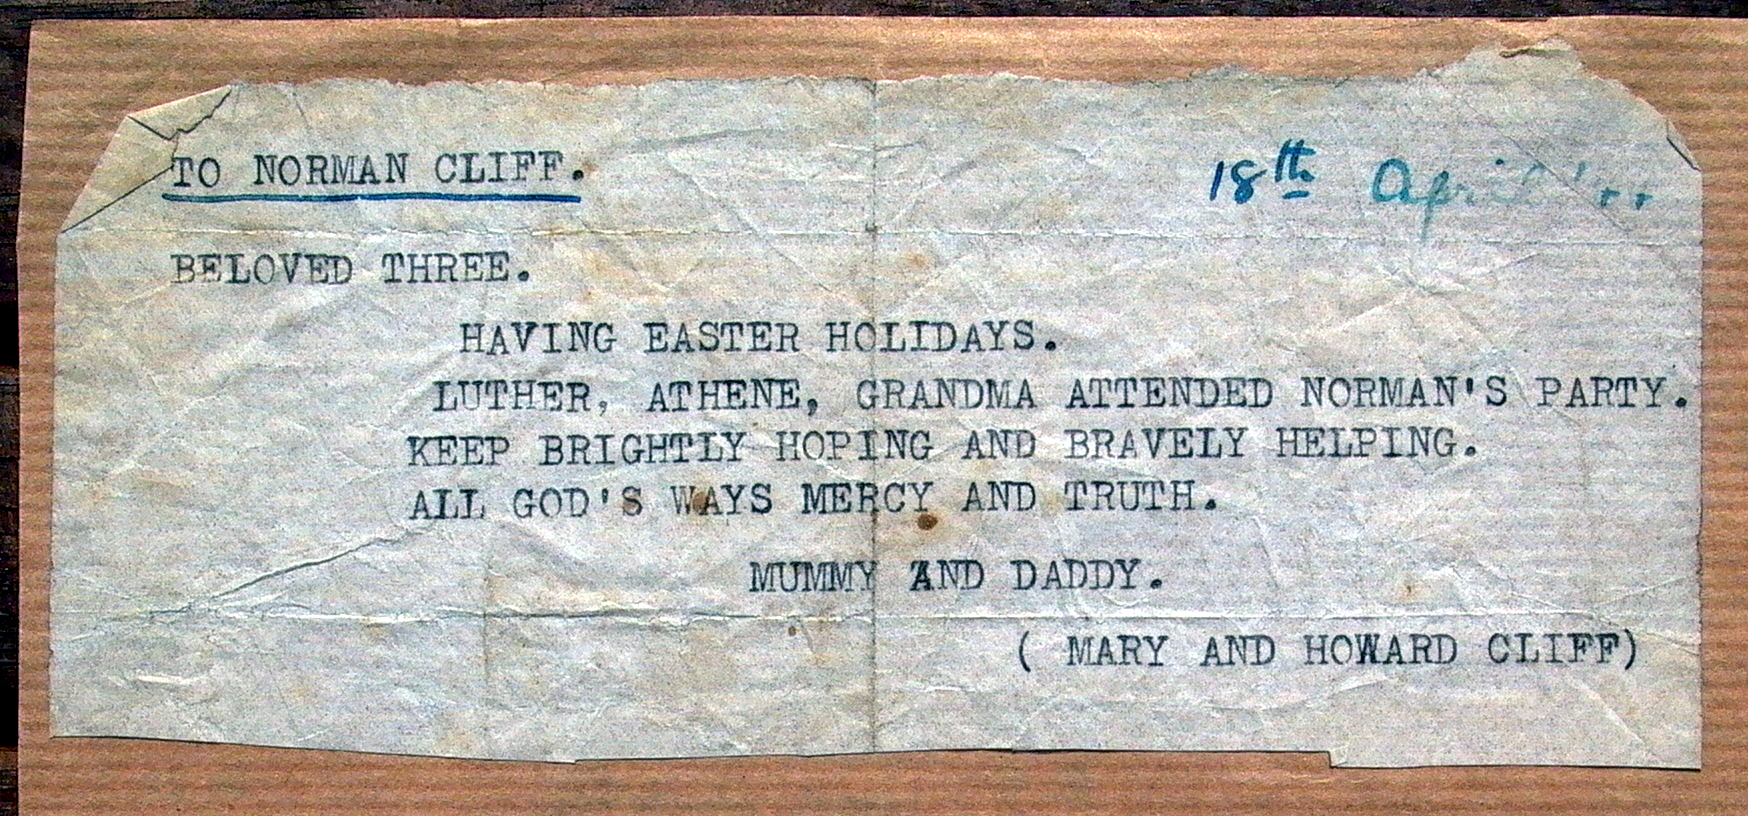 TO NORMAN CLIFF.
18th April
BELOVED THREE.
HAVING EASTER HOLIDAYS.
LUTHER, ATHENE, GRANDMA ATTENDED NORMAN'S PARTY.
KEEP BRIGHTLY HOPING AND BRAVELY HELPING.
ALL GOD'S WAYS MERCY AND TRUTH.
MUMMY AND DADDY.
( MARY AND HOWARD CLIFF)